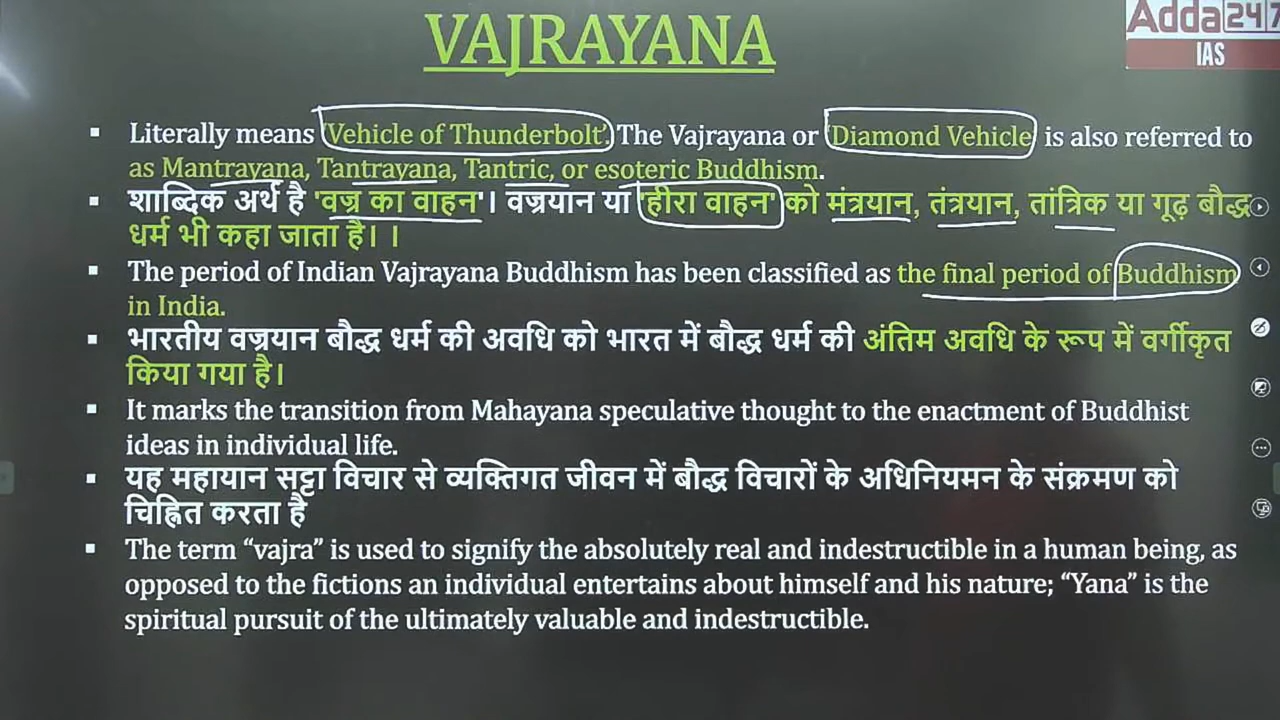 VAJRAYANA
Adda247
IAS
▪ Literally means 'Vehicle of Thunderbolt'. The Vajrayana or 'Diamond Vehicle is also referred to
as Mantrayana, Tantrayana, Tantric, or esoteric Buddhism.
▪ शाब्दिक अर्थ है 'वज्र का वाहन'। वज्रयान या 'हीरा वाहन' को मंत्रयान, तंत्रयान, तांत्रिक या गूढ़ बौद्ध
धर्म भी कहा जाता है। ।
▪ The period of Indian Vajrayana Buddhism has been classified as the final period of Buddhism
in India.
▪ भारतीय वज्रयान बौद्ध धर्म की अवधि को भारत में बौद्ध धर्म की अंतिम अवधि के रूप में वर्गीकृत
किया गया है।
▪ It marks the transition from Mahayana speculative thought to the enactment of Buddhist
ideas in individual life.
▪ यह महायान सट्टा विचार से व्यक्तिगत जीवन में बौद्ध विचारों के अधिनियमन के संक्रमण को
चिह्नित करता है
▪ The term “vajra” is used to signify the absolutely real and indestructible in a human being, as
opposed to the fictions an individual entertains about himself and his nature; “Yana” is the
spiritual pursuit of the ultimately valuable and indestructible.